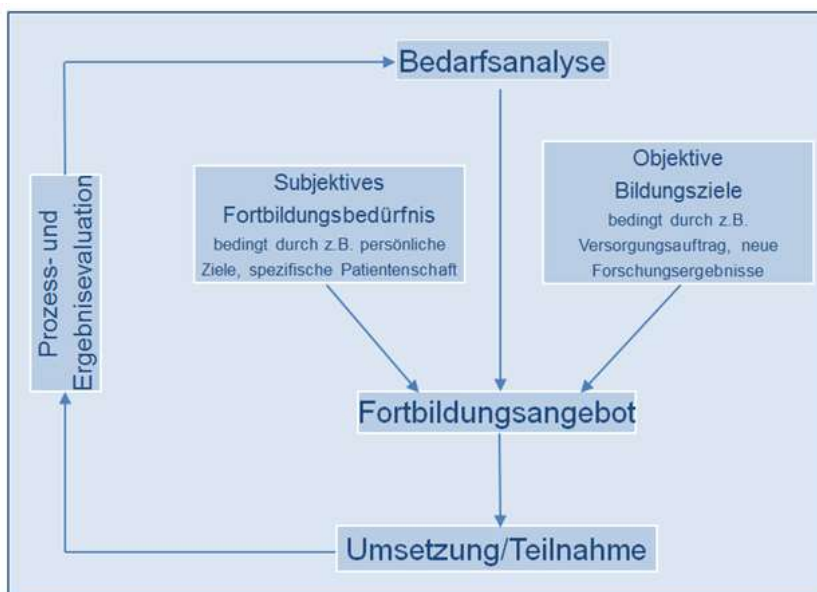 Bedarfsanalyse
Subjektives
Fortbildungsbedürfnis
bedingt durch z.B. persönliche
Ziele, spezifische Patientenschaft
Objektive
Bildungsziele
bedingt durch z.B.
Versorgungsauftrag, neue
Forschungsergebnisse
Prozess- und
Ergebnisevaluation
Fortbildungsangebot
Umsetzung/Teilnahme